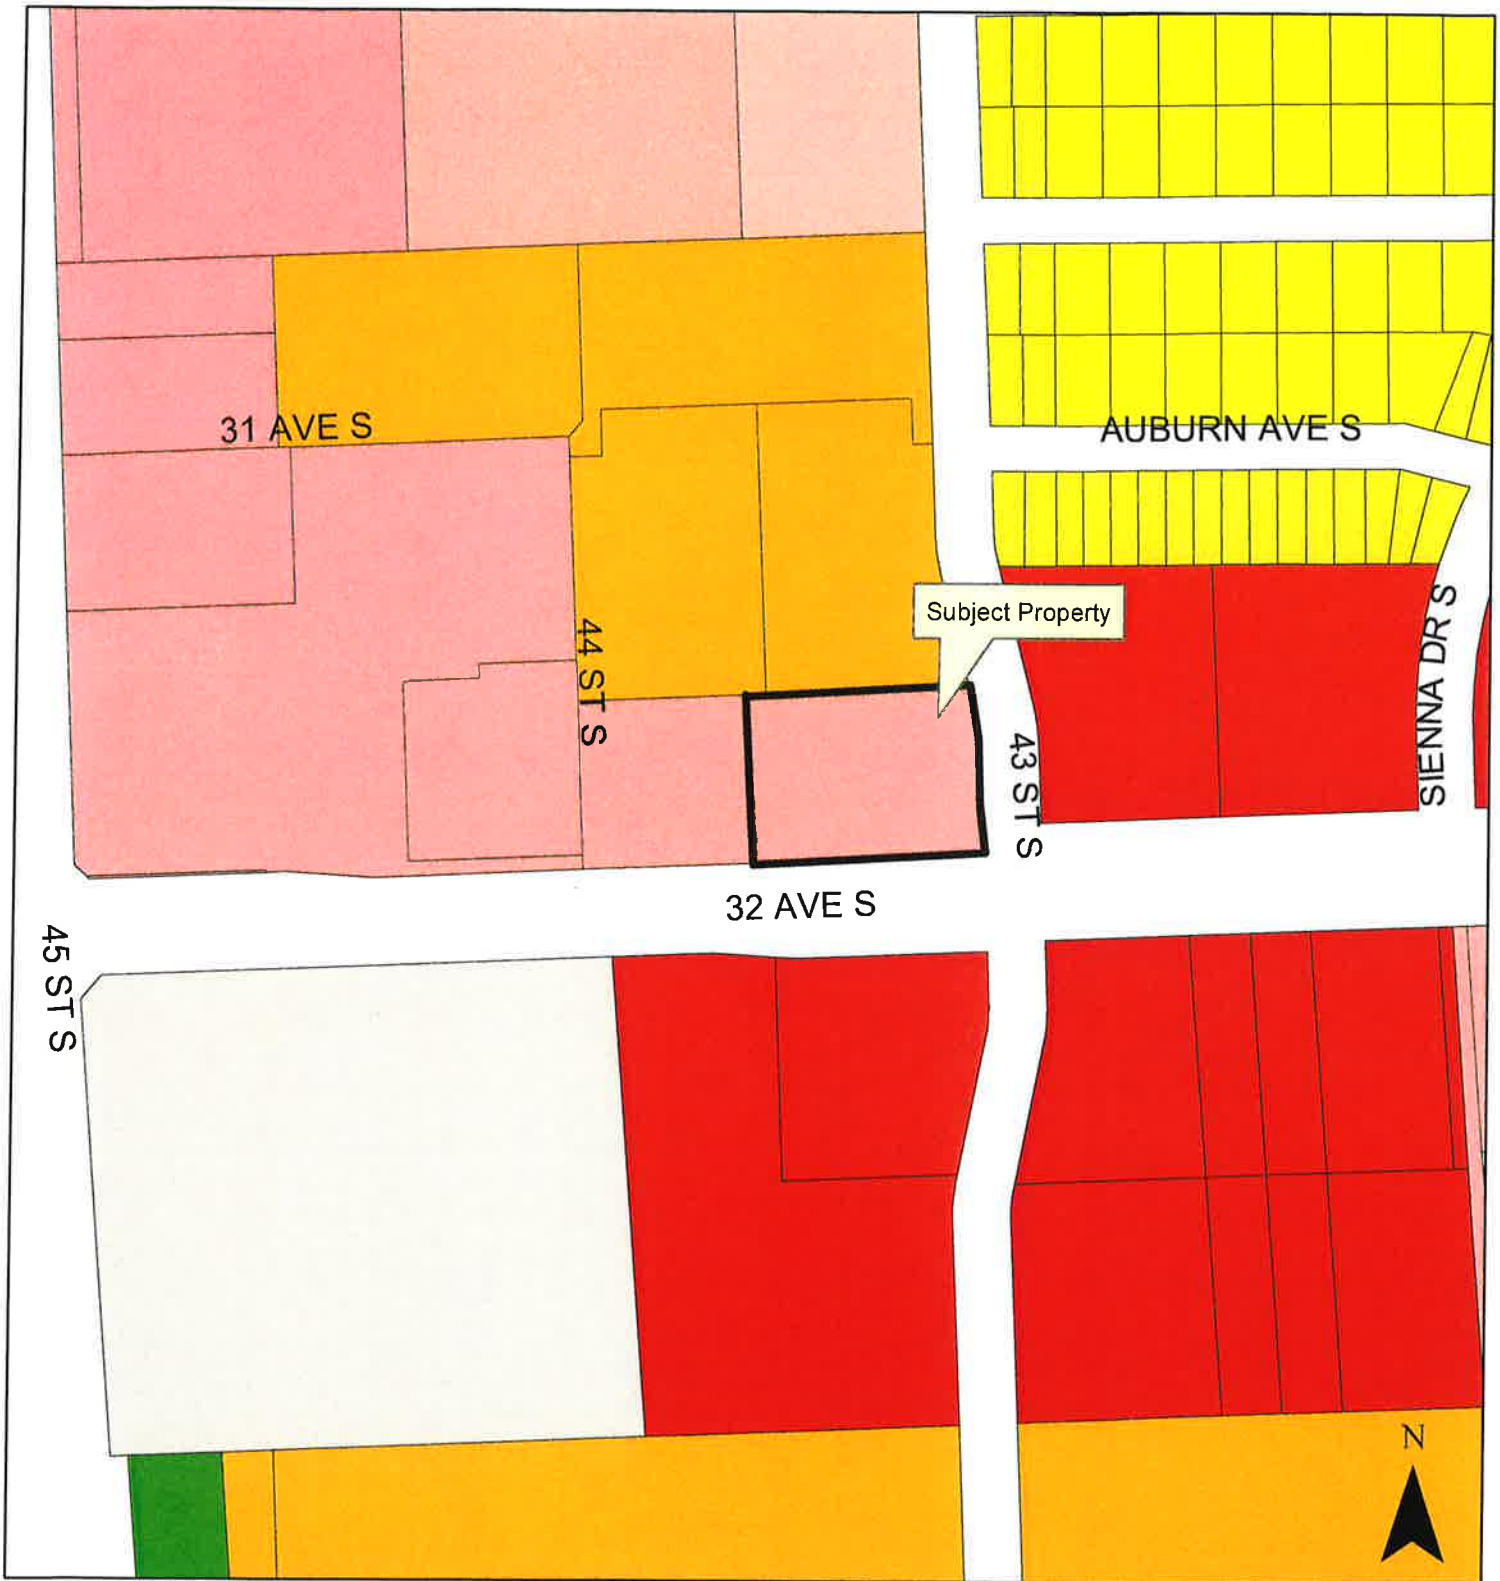 31 AVE S
AUBURN AVE S
Subject Property
44 ST S
SIENNA DR S
43 ST S
32 AVE S
45 ST S
N